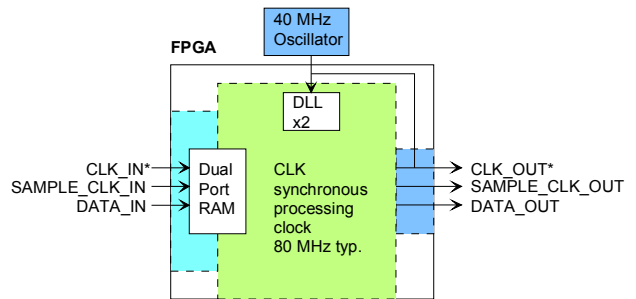 40 MHz
Oscillator
FPGA
DLL
x2
CLK_IN*
SAMPLE_CLK_IN
DATA_IN
Dual
Port
RAM
CLK
synchronous
processing
clock
80 MHz typ.
CLK_OUT*
SAMPLE_CLK_OUT
DATA_OUT